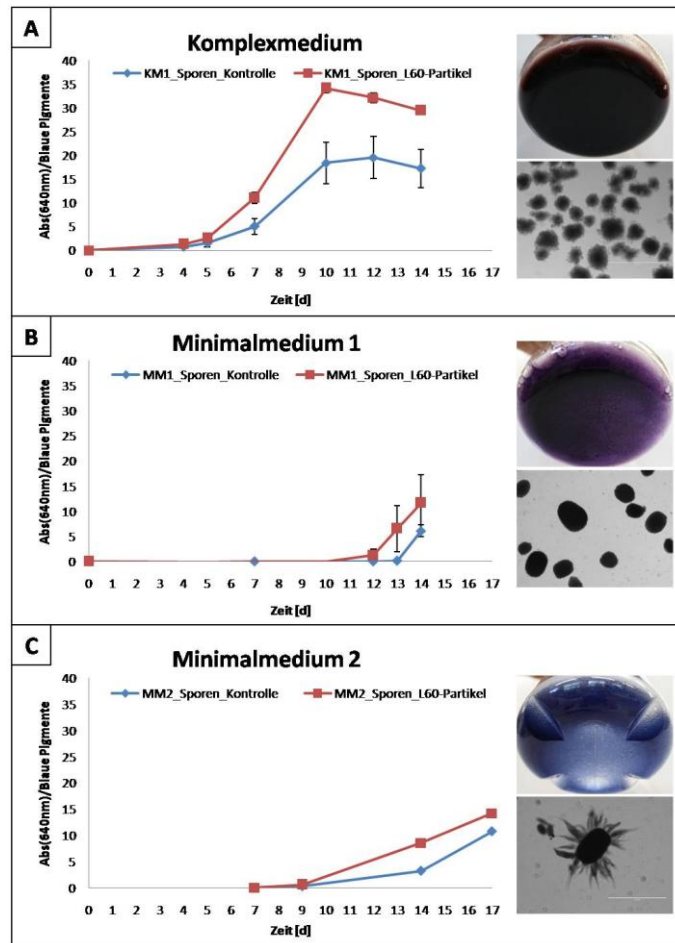 A
Komplexmedium
KM1_Sporen_Kontrolle KM1_Sporen_L60-Partikel
Abs(640nm)/Blaue Pigmente
40
35
30
25
20
15
10
5
0
0 1 2 3 4 5 6 7 8 9 10 11 12 13 14 15 16 17
Zeit [d]
B
Minimalmedium 1
MM1_Sporen_Kontrolle MM1_Sporen_L60-Partikel
Abs(640nm)/Blaue Pigmente
40
35
30
25
20
15
10
5
0
0 1 2 3 4 5 6 7 8 9 10 11 12 13 14 15 16 17
Zeit [d]
C
Minimalmedium 2
MM2_Sporen_Kontrolle MM2_Sporen_L60-Partikel
Abs(640nm)/Blaue Pigmente
40
35
30
25
20
15
10
5
0
0 1 2 3 4 5 6 7 8 9 10 11 12 13 14 15 16 17
Zeit [d]